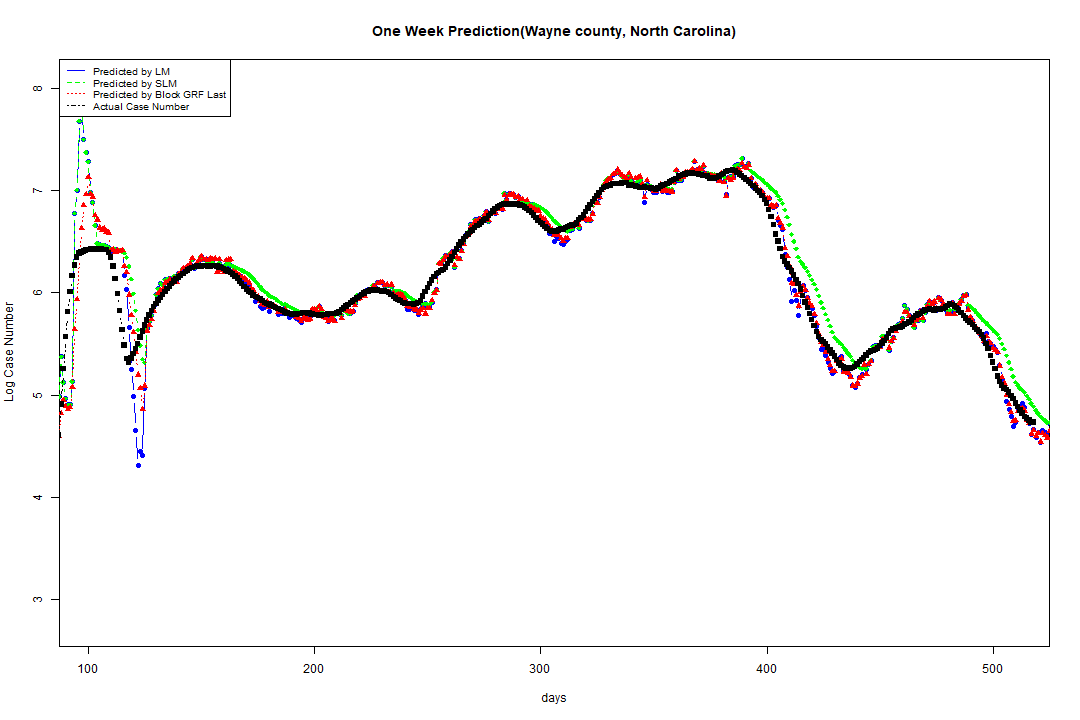 One Week Prediction(Wayne county, North Carolina)
Predicted by LM
Predicted by SLM
Predicted by Block GRF Last
Actual Case Number
8
7
6
5
4
3
Log Case Number
100 200 300 400 500
days